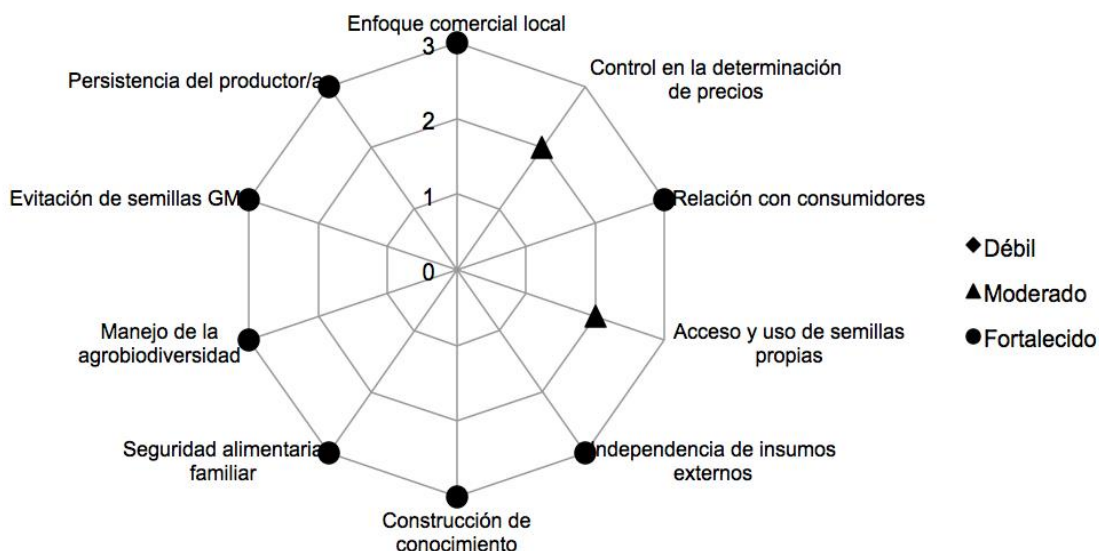 Enfoque comercial local
3
Persistencia del productor/a
Control en la determinación
de precios
2
Evitación de semillas GM
1
Relación con consumidores
Débil
0
Moderado
Manejo de la
agrobiodiversidad
Acceso y uso de semillas
propias
Fortalecido
Seguridad alimentaria
familiar
Independencia de insumos
externos
Construcción de
conocimiento